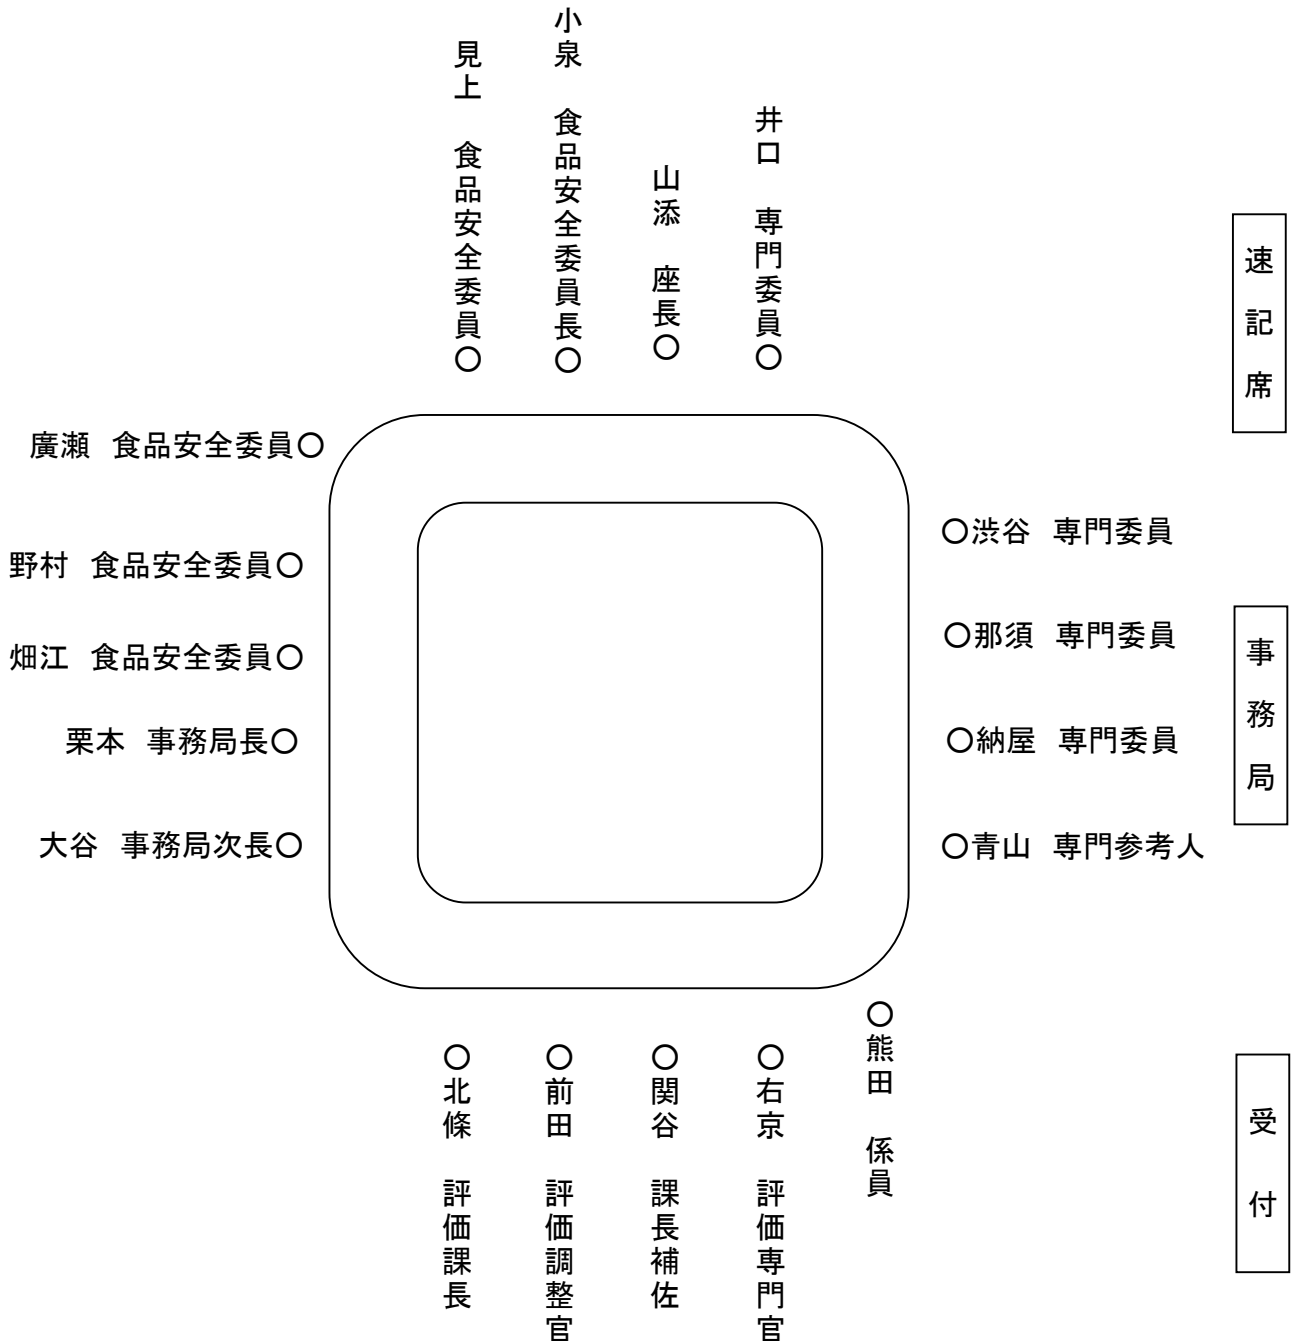 見上 食品安全委員○
小泉 食品安全委員長○
山添 座長○
井口 専門委員○
速記席
廣瀬 食品安全委員○
野村 食品安全委員○
畑江 食品安全委員○
栗本 事務局長○
大谷 事務局次長○
○渋谷 専門委員
○那須 専門委員
○納屋 専門委員
○青山 専門参考人
事務局
○北條 評価課長
○前田 評価調整官
○関谷 課長補佐
○右京 評価専門官
○熊田 係員
受付